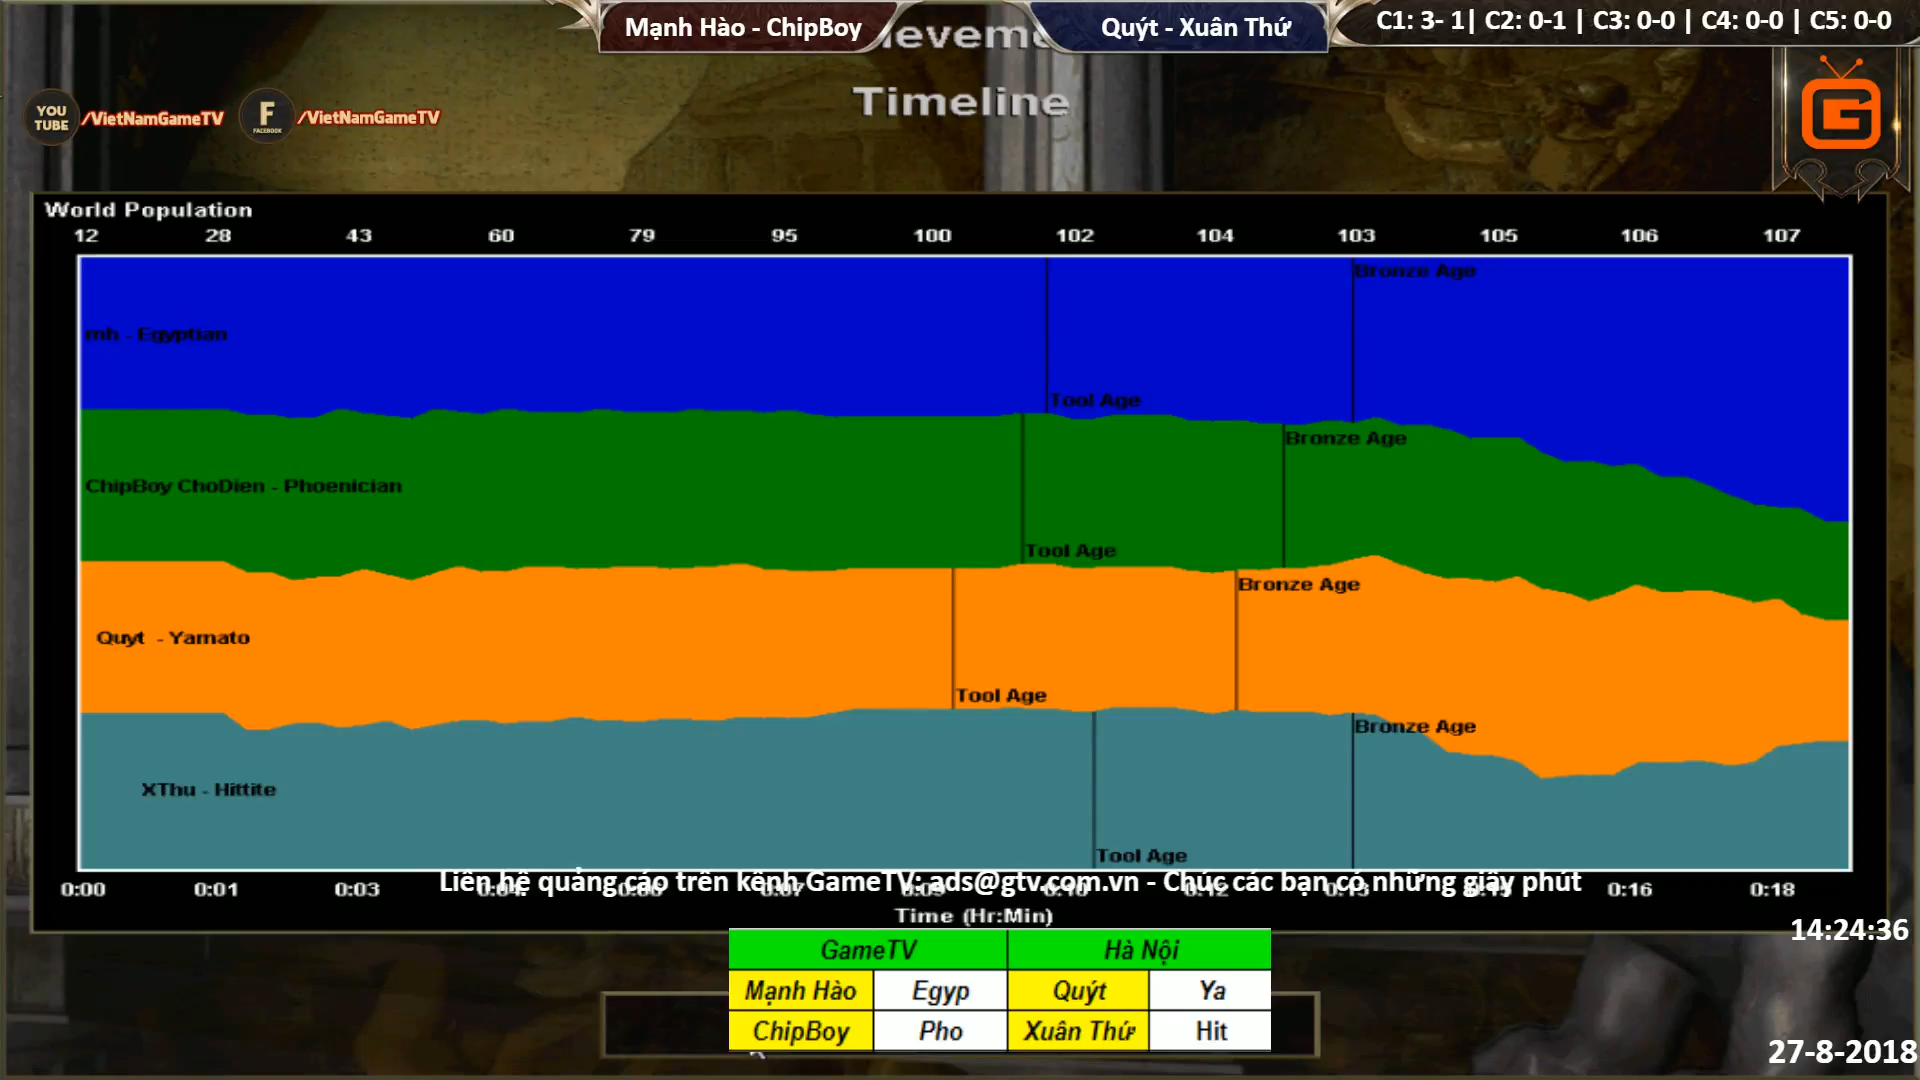 Mạnh Hào - ChipBoy
Quýt - Xuân Thứ
C1: 3- 1| C2: 0-1 | C3: 0-0 | C4: 0-0 | C5: 0-0
Timeline
YOU TUBE /VietNamGameTV
F FACEBOOK /VietNamGameTV
G
World Population
12 28 43 60 79 95 100 102 104 103 105 106 107
Bronze Age
mh - Egyptian
Tool Age
Bronze Age
ChipBoy ChoDien - Phoenician
Tool Age
Bronze Age
Quyt - Yamato
Tool Age
Bronze Age
XThu - Hittite
Tool Age
0:00 0:01 0:03 0:16 0:18
Liên hệ quảng cáo trên kênh GameTV: ads@gtv.com.vn - Chúc các bạn có những giây phút
Time (Hr:Min)
14:24:36
GameTV Hà Nội
Mạnh Hào Egyp Quýt Ya
ChipBoy Pho Xuân Thứ Hit
27-8-2018